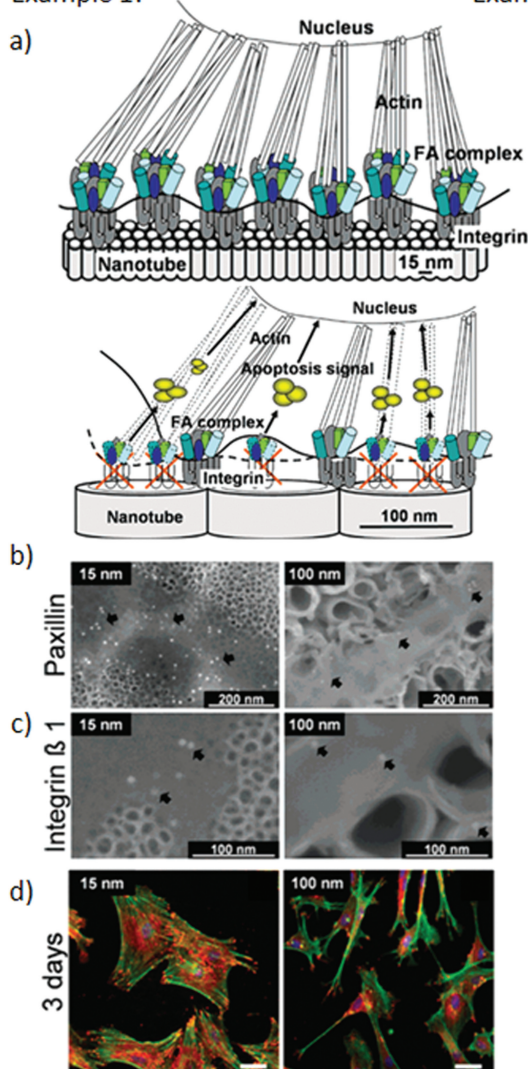 Example 1:
a)
Nucleus
Actin
FA complex
Integrin
Nanotube
15 nm
Nucleus
Actin
Apoptosis signal
FA complex
Integrin
Nanotube
100 nm
b)
Paxillin
15 nm
200 nm
100 nm
200 nm
c)
Integrin ß 1
15 nm
100 nm
100 nm
100 nm
d)
3 days
15 nm
100 nm